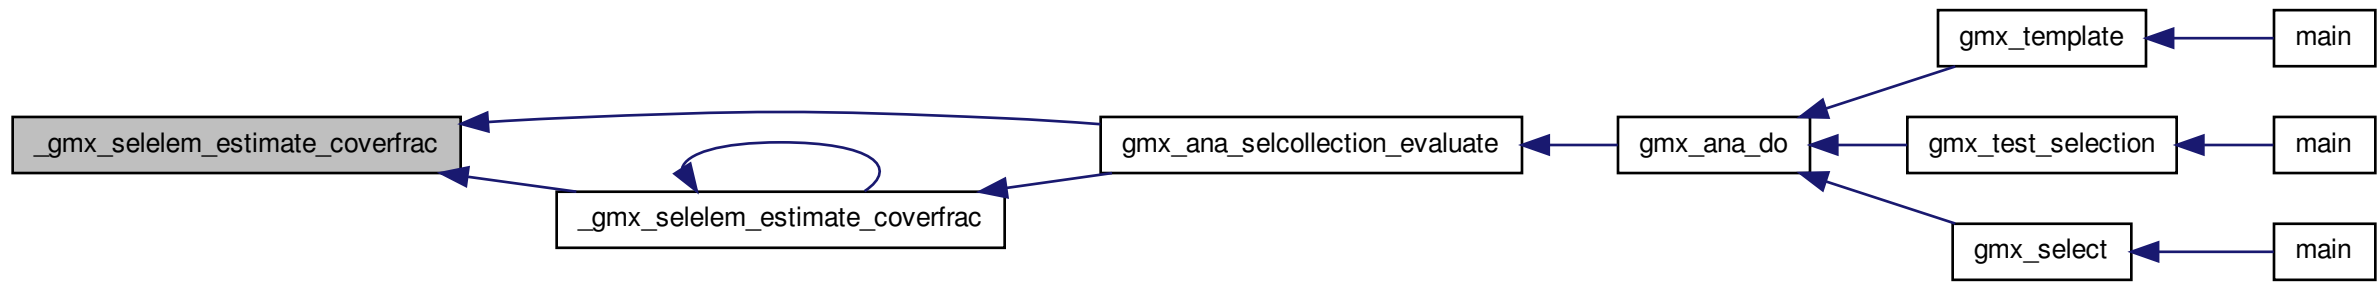 gmx_template
main
_gmx_selelem_estimate_coverfrac
gmx_ana_selcollection_evaluate
gmx_ana_do
gmx_test_selection
main
_gmx_selelem_estimate_coverfrac
gmx_select
main